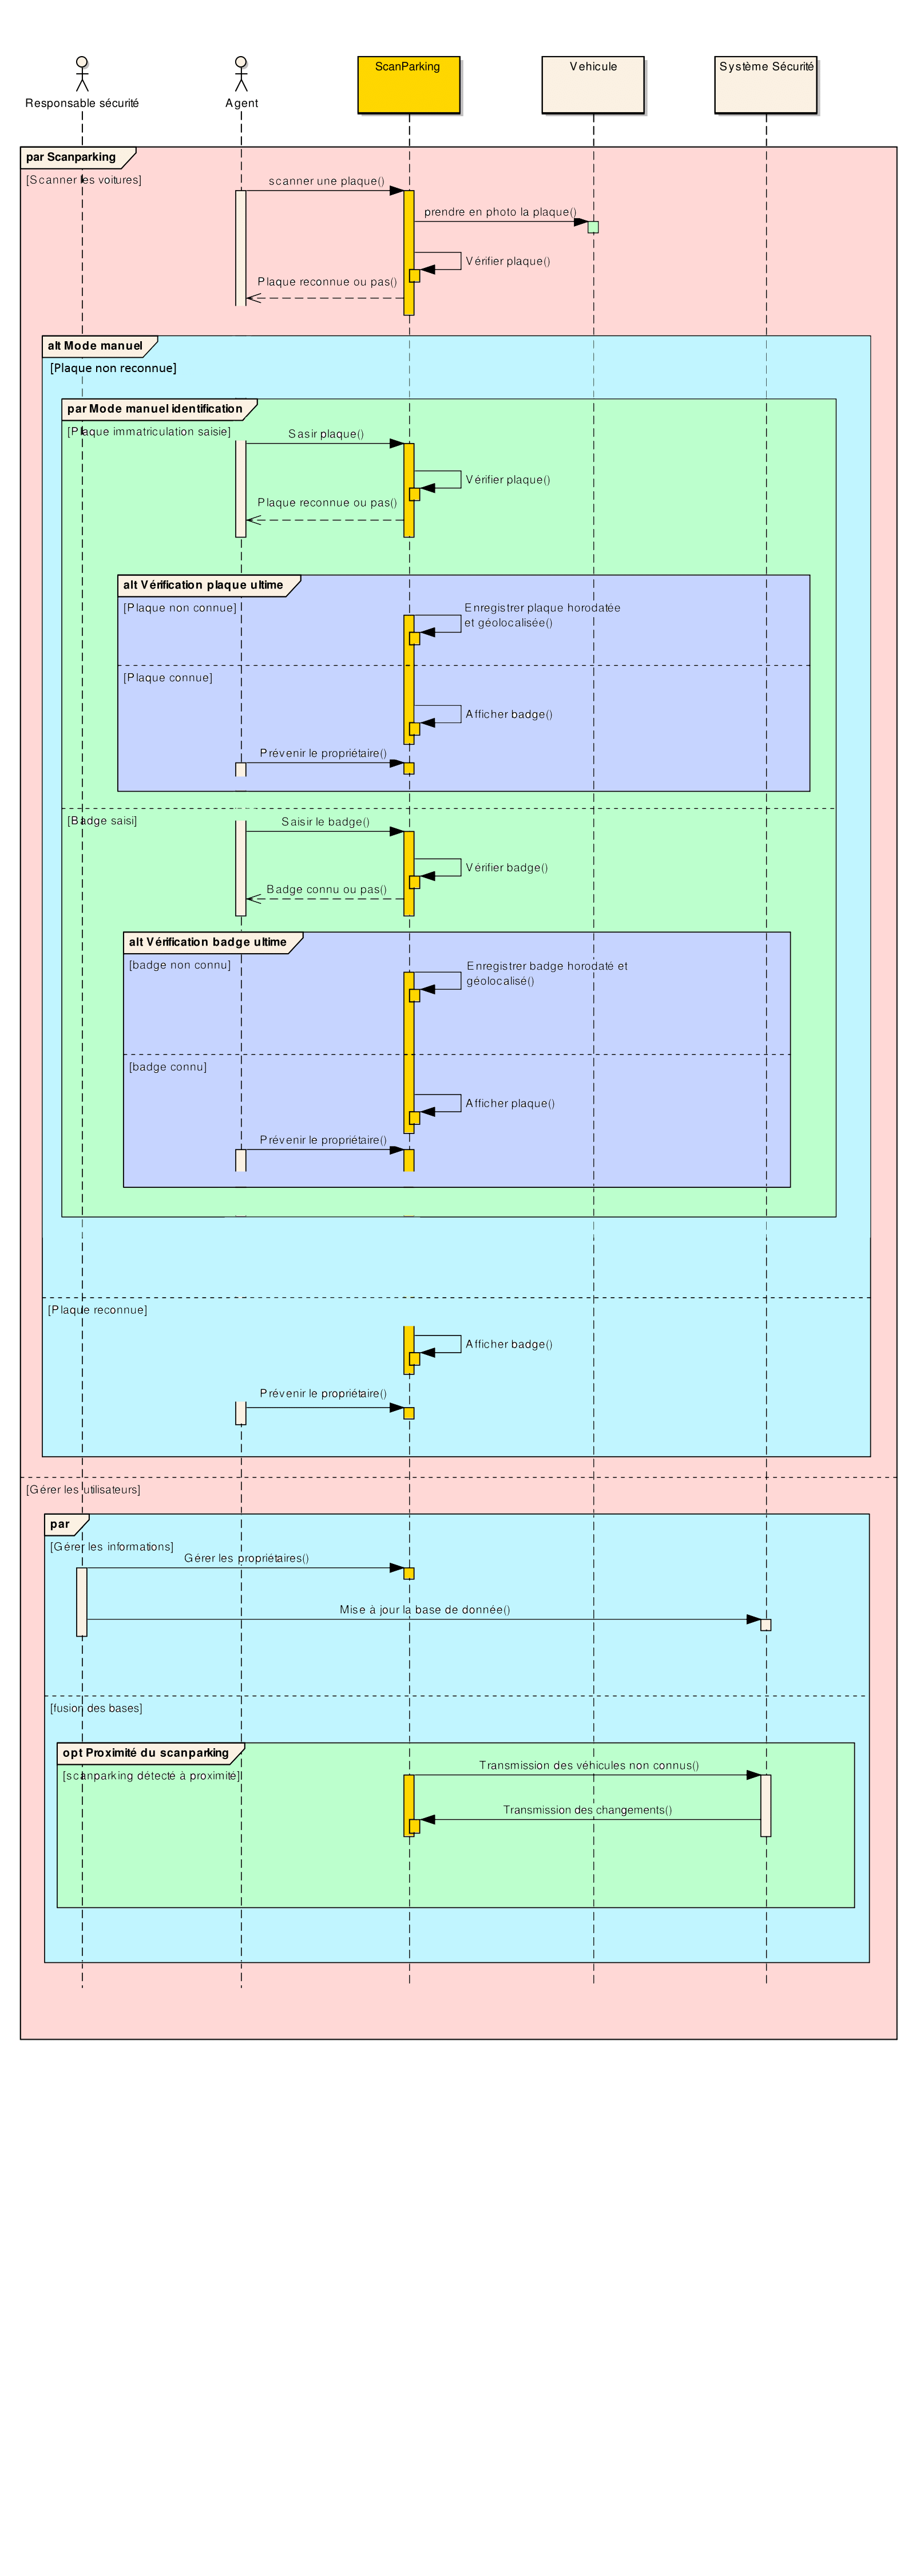 Responsable sécurité
Agent
ScanParking
Vehicule
Système Sécurité
par Scanparking
[Scanner les voitures]
scanner une plaque()
prendre en photo la plaque()
Vérifier plaque()
Plaque reconnue ou pas()
alt Mode manuel
[Plaque non reconnue]
par Mode manuel identification
[Plaque immatriculation saisie]
Sasir plaque()
Vérifier plaque()
Plaque reconnue ou pas()
alt Vérification plaque ultime
[Plaque non connue]
Enregistrer plaque horodatée
et géolocalisée()
[Plaque connue]
Afficher badge()
Prévenir le propriétaire()
[Badge saisi]
Saisir le badge()
Vérifier badge()
Badge connu ou pas()
alt Vérification badge ultime
[badge non connu]
Enregistrer badge horodaté et
géolocalisé()
[badge connu]
Afficher plaque()
Prévenir le propriétaire()
[Plaque reconnue]
Afficher badge()
Prévenir le propriétaire()
[Gérer les utilisateurs]
par
[Gérer les informations]
Gérer les propriétaires()
Mise à jour la base de donnée()
[fusion des bases]
opt Proximité du scanparking
[scanparking détecté à proximité]
Transmission des véhicules non connus()
Transmission des changements()